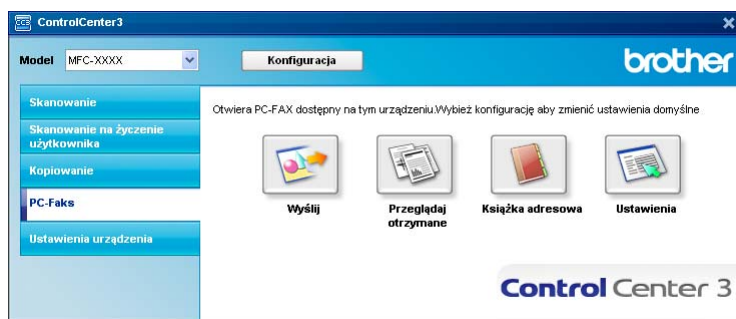 ControlCenter3
Model MFC-XXXX Konfiguracja brother
Skanowanie
Skanowanie na życzenie
użytkownika
Kopiowanie
PC-Faks
Ustawienia urządzenia
Otwiera PC-FAX dostępny na tym urządzeniu.Wybież konfigurację aby zmienić ustawienia domyślne
Wyślij
Przeglądaj
otrzymane
Książka adresowa
Ustawienia
Control Center 3